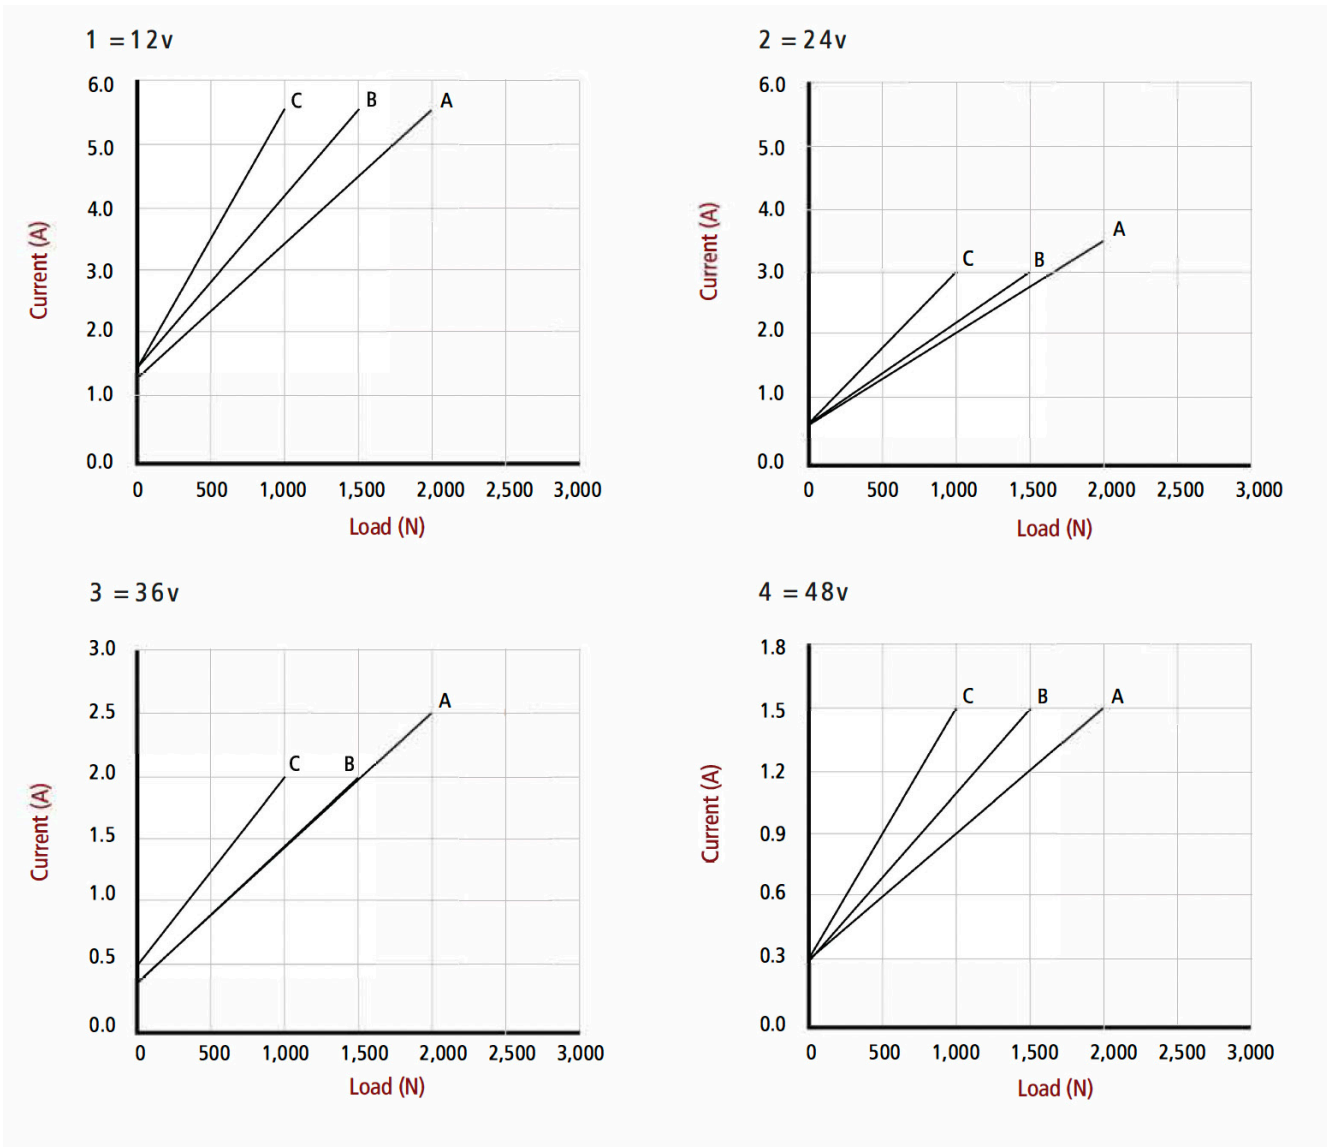 1 =12v
6.0
5.0
4.0
3.0
2.0
1.0
0.0
C B A
Current (A)
0 500 1,000 1,500 2,000 2,500 3,000
Load (N)
2 =24v
6.0
5.0
4.0
3.0
2.0
1.0
0.0
A
C B
Current (A)
0 500 1,000 1,500 2,000 2,500 3,000
Load (N)
3 =36v
3.0
2.5
2.0
1.5
1.0
0.5
0.0
A
C B
Current (A)
0 500 1,000 1,500 2,000 2,500 3,000
Load (N)
4 =48v
1.8
1.5
1.2
0.9
0.6
0.3
0.0
C B A
Current (A)
0 500 1,000 1,500 2,000 2,500 3,000
Load (N)